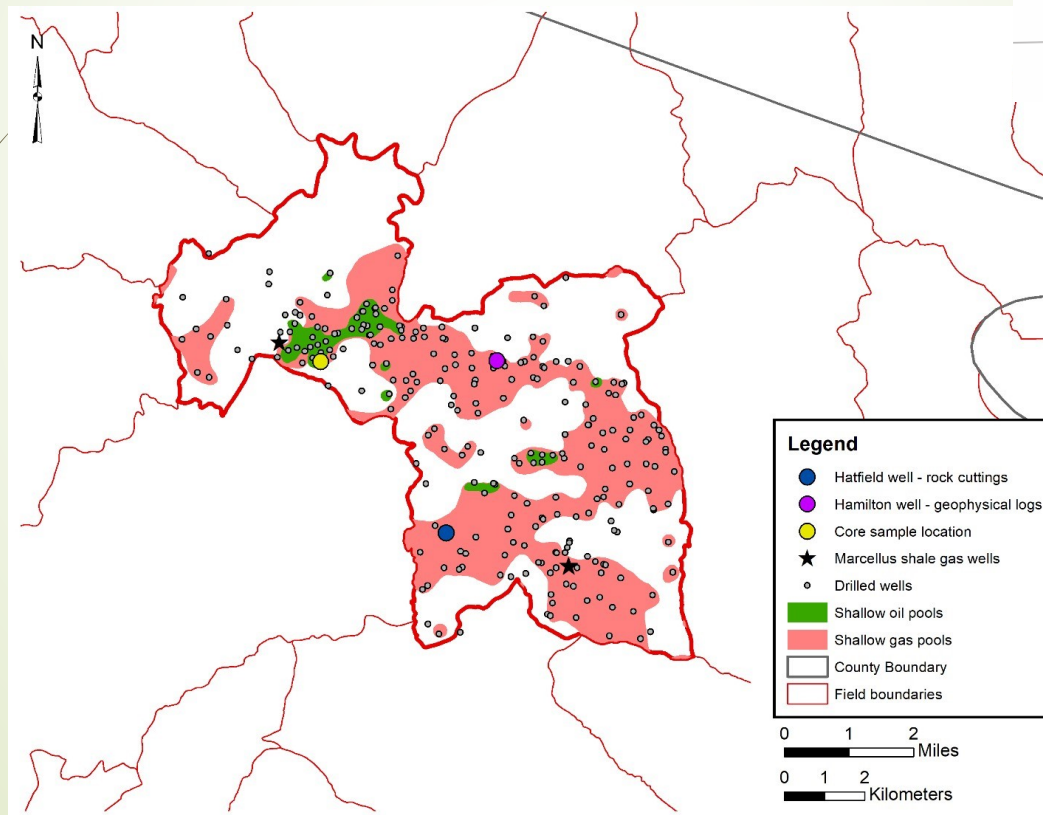 N
Legend
Hatfield well - rock cuttings
Hamilton well - geophysical logs
Core sample location
Marcellus shale gas wells
Drilled wells
Shallow oil pools
Shallow gas pools
County Boundary
Field boundaries
0 1 2
Miles
0 1 2
Kilometers